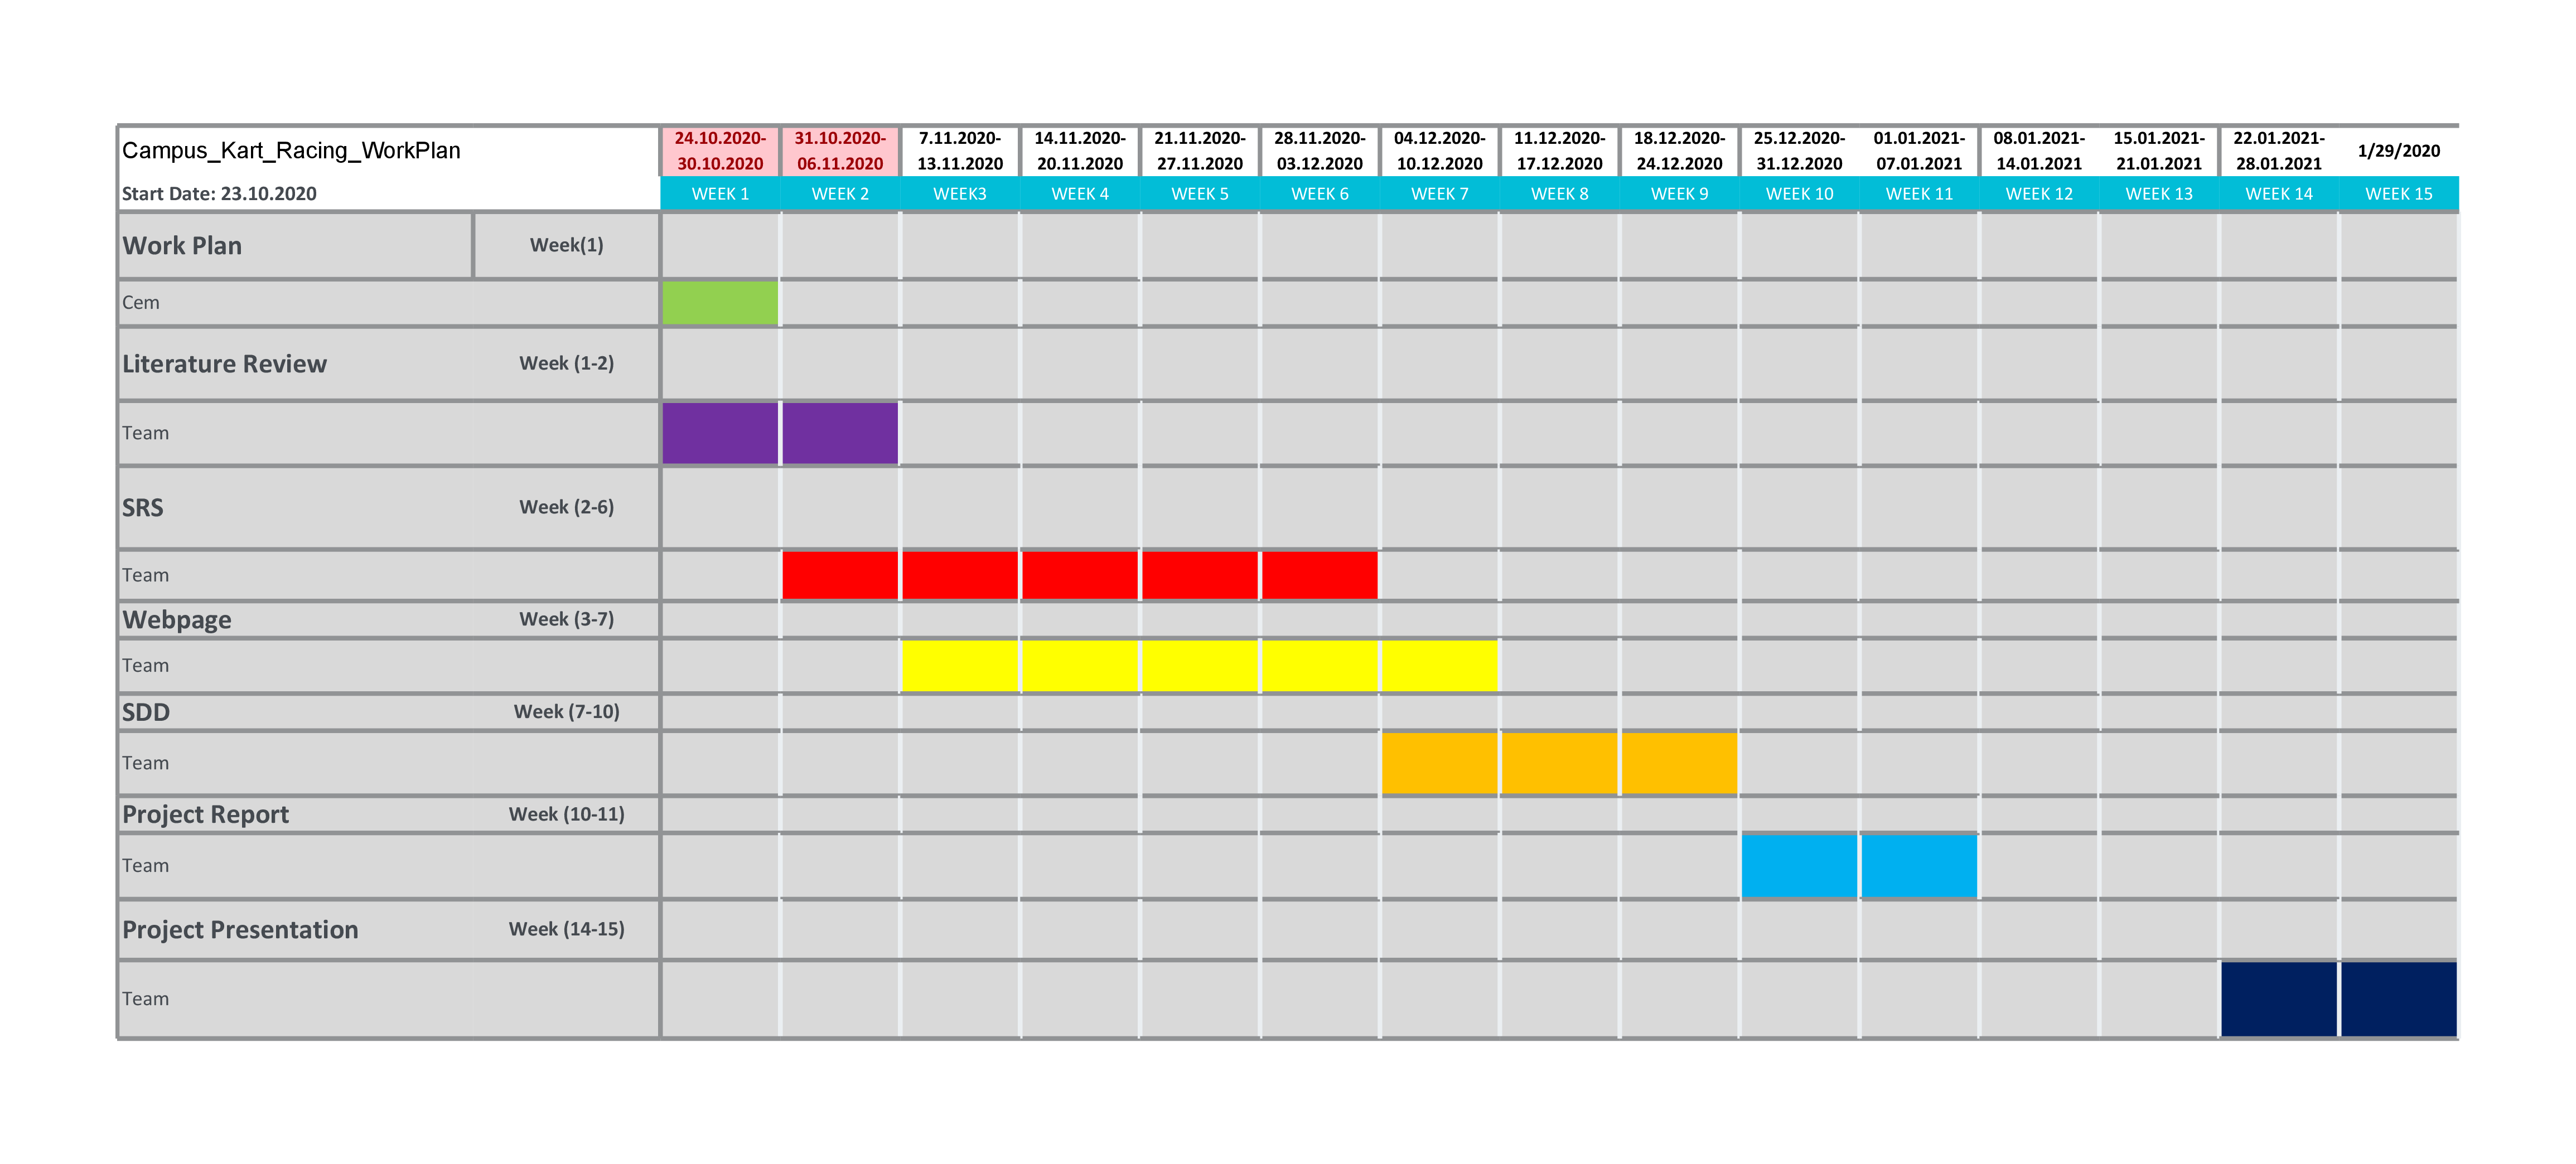 Campus_Kart_Racing_WorkPlan
24.10.2020-
30.10.2020
31.10.2020-
06.11.2020
7.11.2020-
13.11.2020
14.11.2020-
20.11.2020
21.11.2020-
27.11.2020
28.11.2020-
03.12.2020
04.12.2020-
10.12.2020
11.12.2020-
17.12.2020
18.12.2020-
24.12.2020
25.12.2020-
31.12.2020
01.01.2021-
07.01.2021
08.01.2021-
14.01.2021
15.01.2021-
21.01.2021
22.01.2021-
28.01.2021
1/29/2020
Start Date: 23.10.2020
WEEK 1
WEEK 2
WEEK3
WEEK 4
WEEK 5
WEEK 6
WEEK 7
WEEK 8
WEEK 9
WEEK 10
WEEK 11
WEEK 12
WEEK 13
WEEK 14
WEEK 15
Work Plan
Week(1)
Cem
Literature Review
Week (1-2)
Team
SRS
Week (2-6)
Team
Webpage
Week (3-7)
Team
SDD
Week (7-10)
Team
Project Report
Week (10-11)
Team
Project Presentation
Week (14-15)
Team